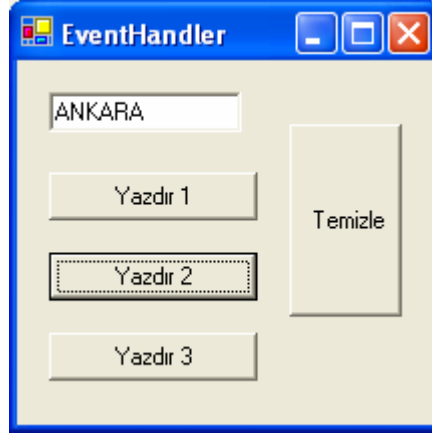 EventHandler
ANKARA
Yazdır 1
Temizle
Yazdır 2
Yazdır 3